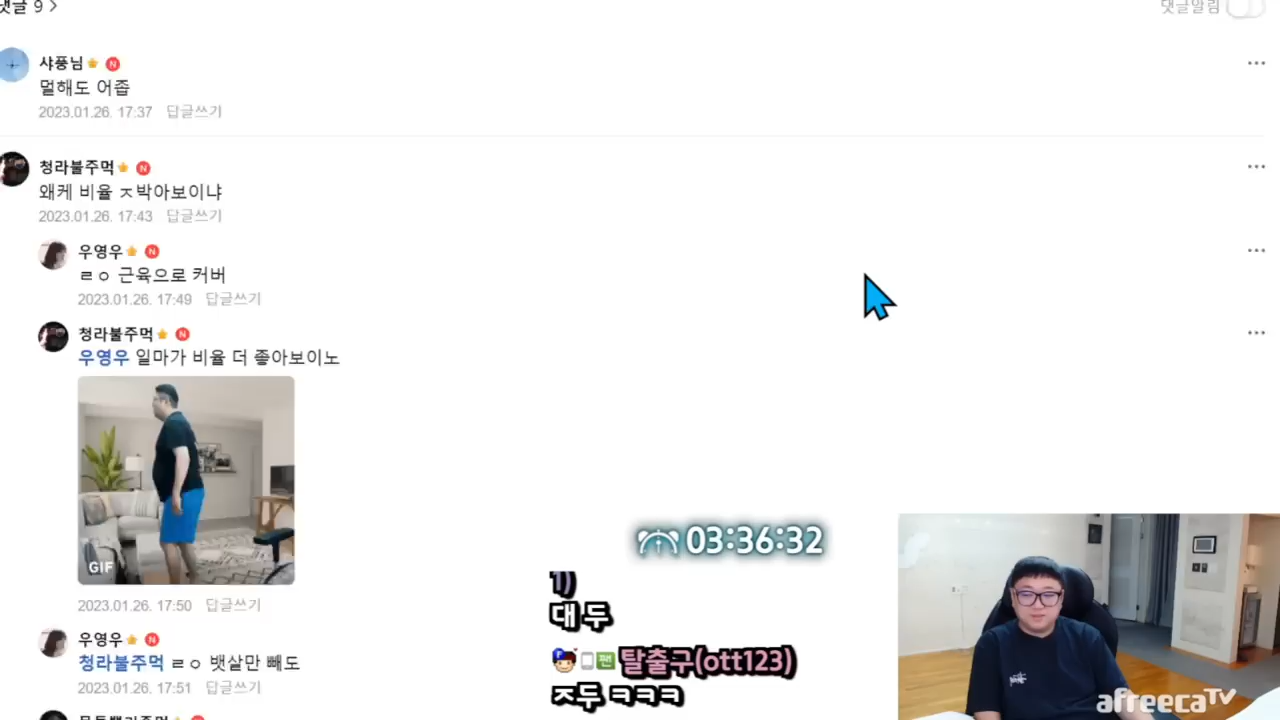 댓글 9
댓글알림
샤풍님 N
멀해도 어좁
2023.01.26. 17:37 답글쓰기
청라불주먹 N
왜케 비율 ㅈ박아보이냐
2023.01.26. 17:43 답글쓰기
우영우 N
ㄹㅇ 근육으로 커버
2023.01.26. 17:49 답글쓰기
청라불주먹 N
우영우 일마가 비율 더 좋아보이노
GIF
2023.01.26. 17:50 답글쓰기
우영우 N
청라불주먹 ㄹㅇ 뱃살만 빼도
2023.01.26. 17:51 답글쓰기
03:36:32
1)
대두
팬 탈출구(ott123)
ㅈ두 ㅋㅋㅋ
afreecaTV